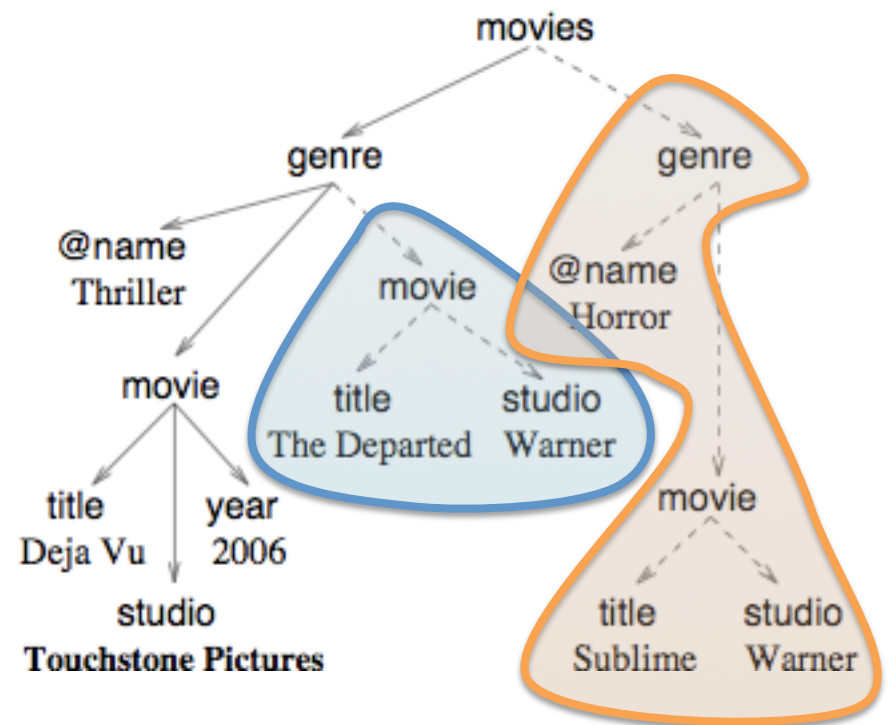 movies
genre
genre
@name
Thriller
movie
@name
Horror
movie
title
The Departed
studio
Warner
title
Deja Vu
year
2006
movie
studio
Touchstone Pictures
title
Sublime
studio
Warner